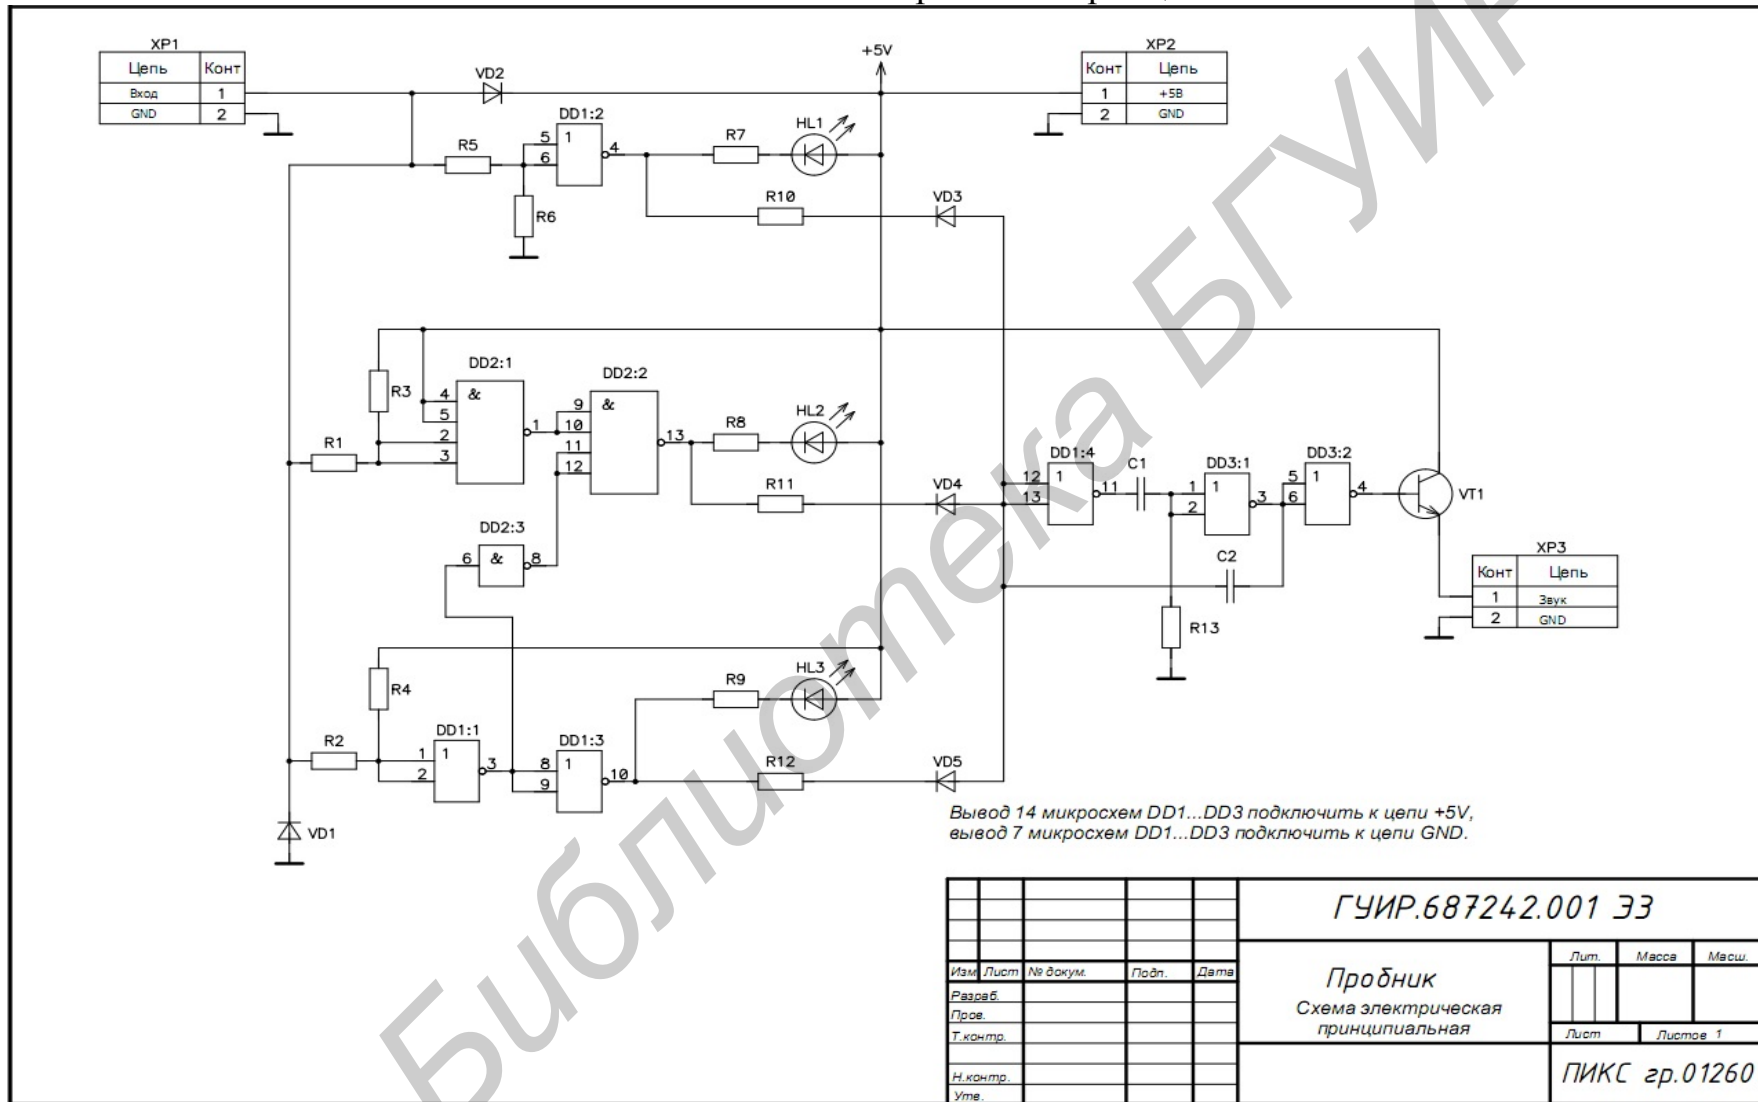 XP1
Цепь Конт
Вход 1
GND 2
VD2
+5V
XP2
Конт Цепь
1 +5В
2 GND
DD1:2
5 1
6 4
R5
R6
R7
HL1
R10
VD3
DD2:1
R3
4 &
5
2 1
3
R1
DD2:2
9 &
10
11 13
12
R8
HL2
R11
VD4
DD2:3
6 & 8
DD1:4
12 1
13 11
C1
DD3:1
1 1
2 3
DD3:2
5 1
6 4
VT1
C2
R13
XP3
Конт Цепь
1 Звук
2 GND
R4
R2
DD1:1
1 1
2 3
DD1:3
8 1
9 10
R9
HL3
R12
VD5
VD1
Вывод 14 микросхем DD1...DD3 подключить к цепи +5V,
вывод 7 микросхем DD1...DD3 подключить к цепи GND.
ГУИР.687242.001 ЭЗ
Изм Лист № докум. Подп. Дата
Разраб.
Пров.
Т.контр.
Н.контр.
Утв.
Пробник
Схема электрическая
принципиальная
Лит. Масса Масш.
Лист Листов 1
ПИКС гр.01260
Библиотека БГУИР